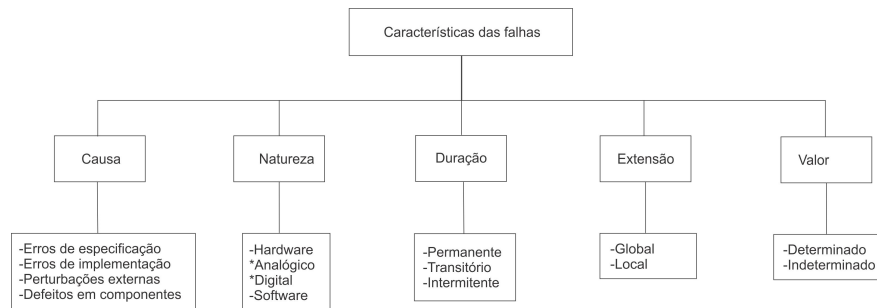 Características das falhas
Causa
Natureza
Duração
Extensão
Valor
-Erros de especificação
-Erros de implementação
-Perturbações externas
-Defeitos em componentes
-Hardware
*Analógico
*Digital
-Software
-Permanente
-Transitório
-Intermitente
-Global
-Local
-Determinado
-Indeterminado